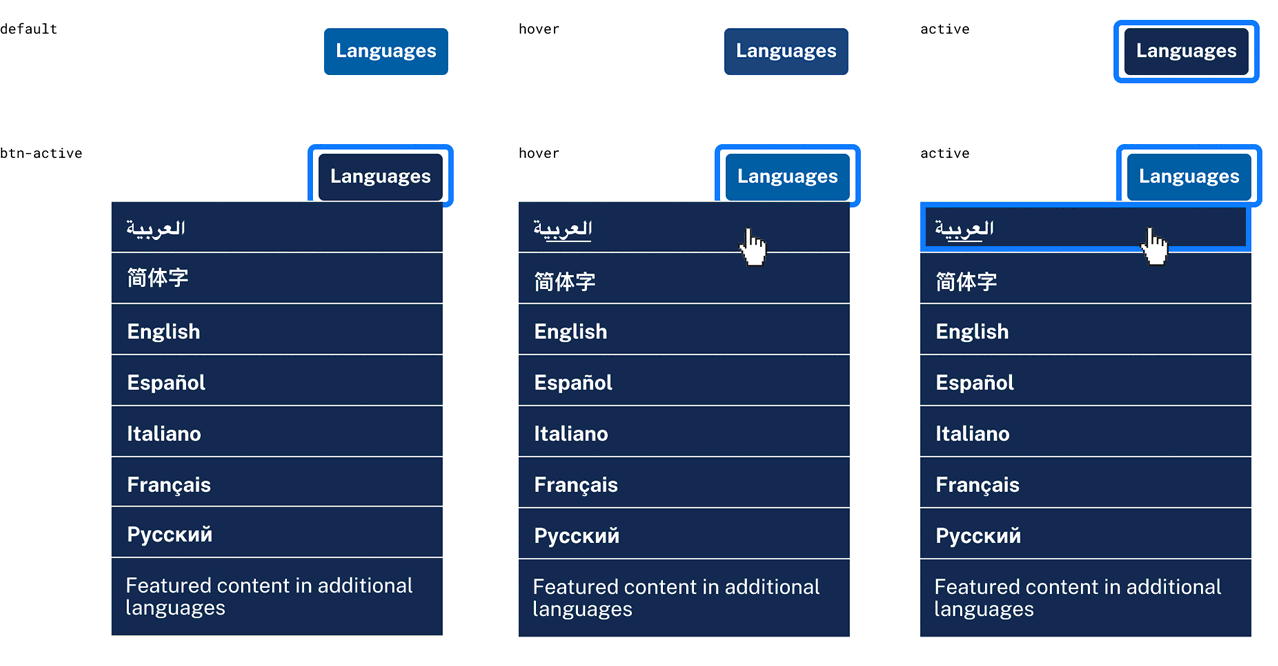 default
Languages
hover
Languages
active
Languages
btn-active
Languages
العربية
简体字
English
Español
Italiano
Français
Русский
Featured content in additional
languages
hover
Languages
العربية
简体字
English
Español
Italiano
Français
Русский
Featured content in additional
languages
active
Languages
العربية
简体字
English
Español
Italiano
Français
Русский
Featured content in additional
languages